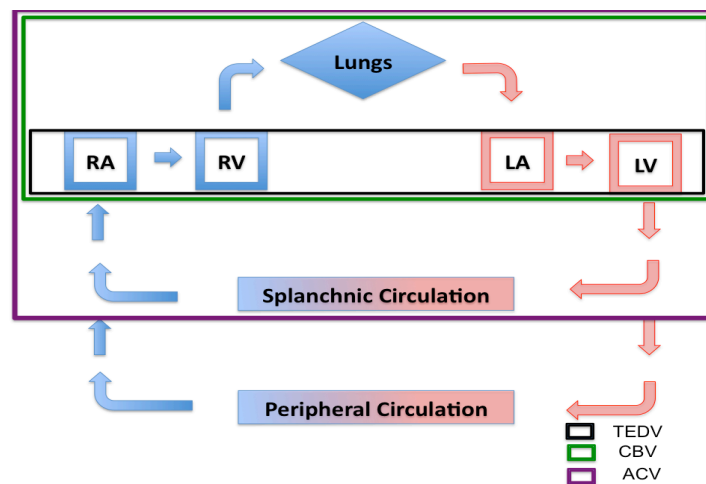 Lungs
RA
RV
LA
LV
Splanchnic Circulation
Peripheral Circulation
TEDV
CBV
ACV